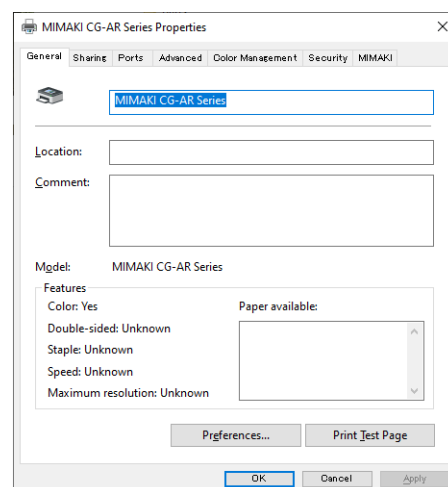 MIMAKI CG-AR Series Properties
General Sharing Ports Advanced Color Management Security MIMAKI
MIMAKI CG-AR Series
Location:
Comment:
Model: MIMAKI CG-AR Series
Features
Color: Yes Paper available:
Double-sided: Unknown
Staple: Unknown
Speed: Unknown
Maximum resolution: Unknown
Preferences... Print Test Page
OK Cancel Apply